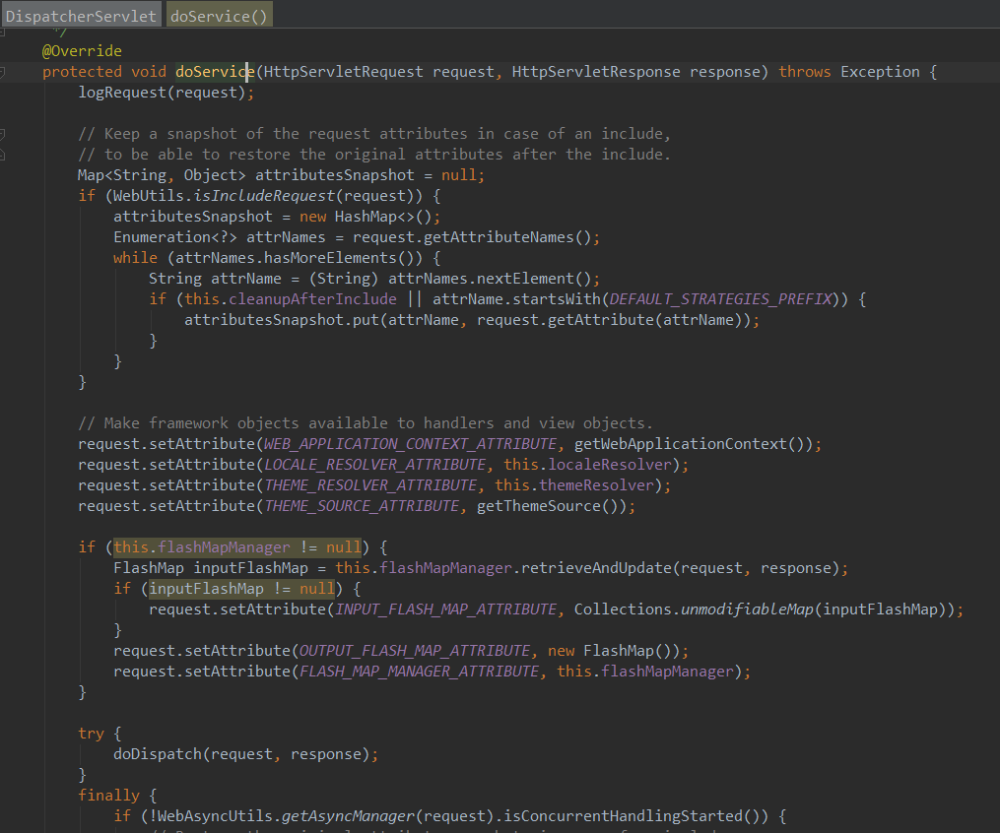 DispatcherServlet doService()
*/
@Override
protected void doService(HttpServletRequest request, HttpServletResponse response) throws Exception {
    logRequest(request);

    // Keep a snapshot of the request attributes in case of an include,
    // to be able to restore the original attributes after the include.
    Map<String, Object> attributesSnapshot = null;
    if (WebUtils.isIncludeRequest(request)) {
        attributesSnapshot = new HashMap<>();
        Enumeration<?> attrNames = request.getAttributeNames();
        while (attrNames.hasMoreElements()) {
            String attrName = (String) attrNames.nextElement();
            if (this.cleanupAfterInclude || attrName.startsWith(DEFAULT_STRATEGIES_PREFIX)) {
                attributesSnapshot.put(attrName, request.getAttribute(attrName));
            }
        }
    }

    // Make framework objects available to handlers and view objects.
    request.setAttribute(WEB_APPLICATION_CONTEXT_ATTRIBUTE, getWebApplicationContext());
    request.setAttribute(LOCALE_RESOLVER_ATTRIBUTE, this.localeResolver);
    request.setAttribute(THEME_RESOLVER_ATTRIBUTE, this.themeResolver);
    request.setAttribute(THEME_SOURCE_ATTRIBUTE, getThemeSource());

    if (this.flashMapManager != null) {
        FlashMap inputFlashMap = this.flashMapManager.retrieveAndUpdate(request, response);
        if (inputFlashMap != null) {
            request.setAttribute(INPUT_FLASH_MAP_ATTRIBUTE, Collections.unmodifiableMap(inputFlashMap));
        }
        request.setAttribute(OUTPUT_FLASH_MAP_ATTRIBUTE, new FlashMap());
        request.setAttribute(FLASH_MAP_MANAGER_ATTRIBUTE, this.flashMapManager);
    }

    try {
        doDispatch(request, response);
    }
    finally {
        if (!WebAsyncUtils.getAsyncManager(request).isConcurrentHandlingStarted()) {